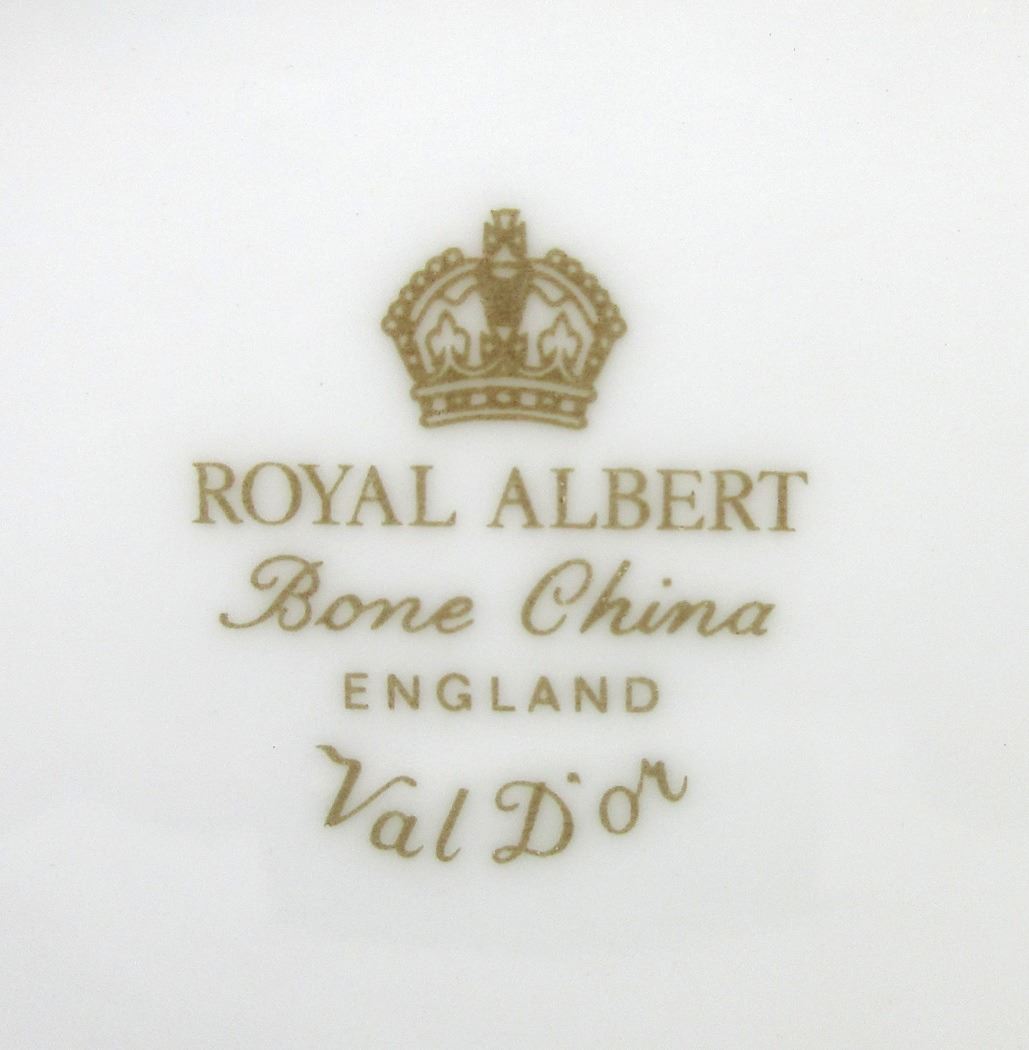 ROYAL ALBERT
Bone China
ENGLAND
Val D'or